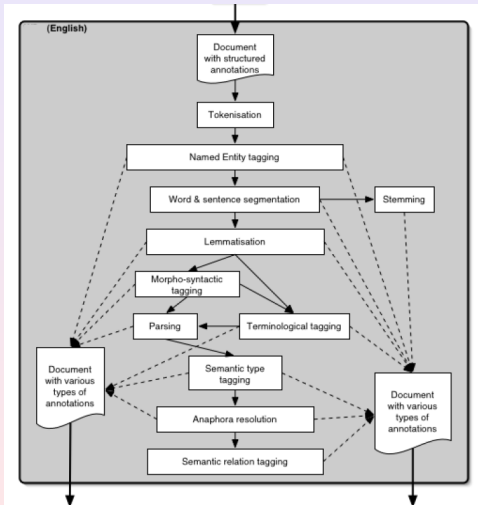 (English)
Document
with structured
annotations
Tokenisation
Named Entity tagging
Word & sentence segmentation
Stemming
Lemmatisation
Morpho-syntactic
tagging
Parsing
Terminological tagging
Semantic type
tagging
Document
with various
types of
annotations
Document
with various
types of
annotations
Anaphora resolution
Semantic relation tagging